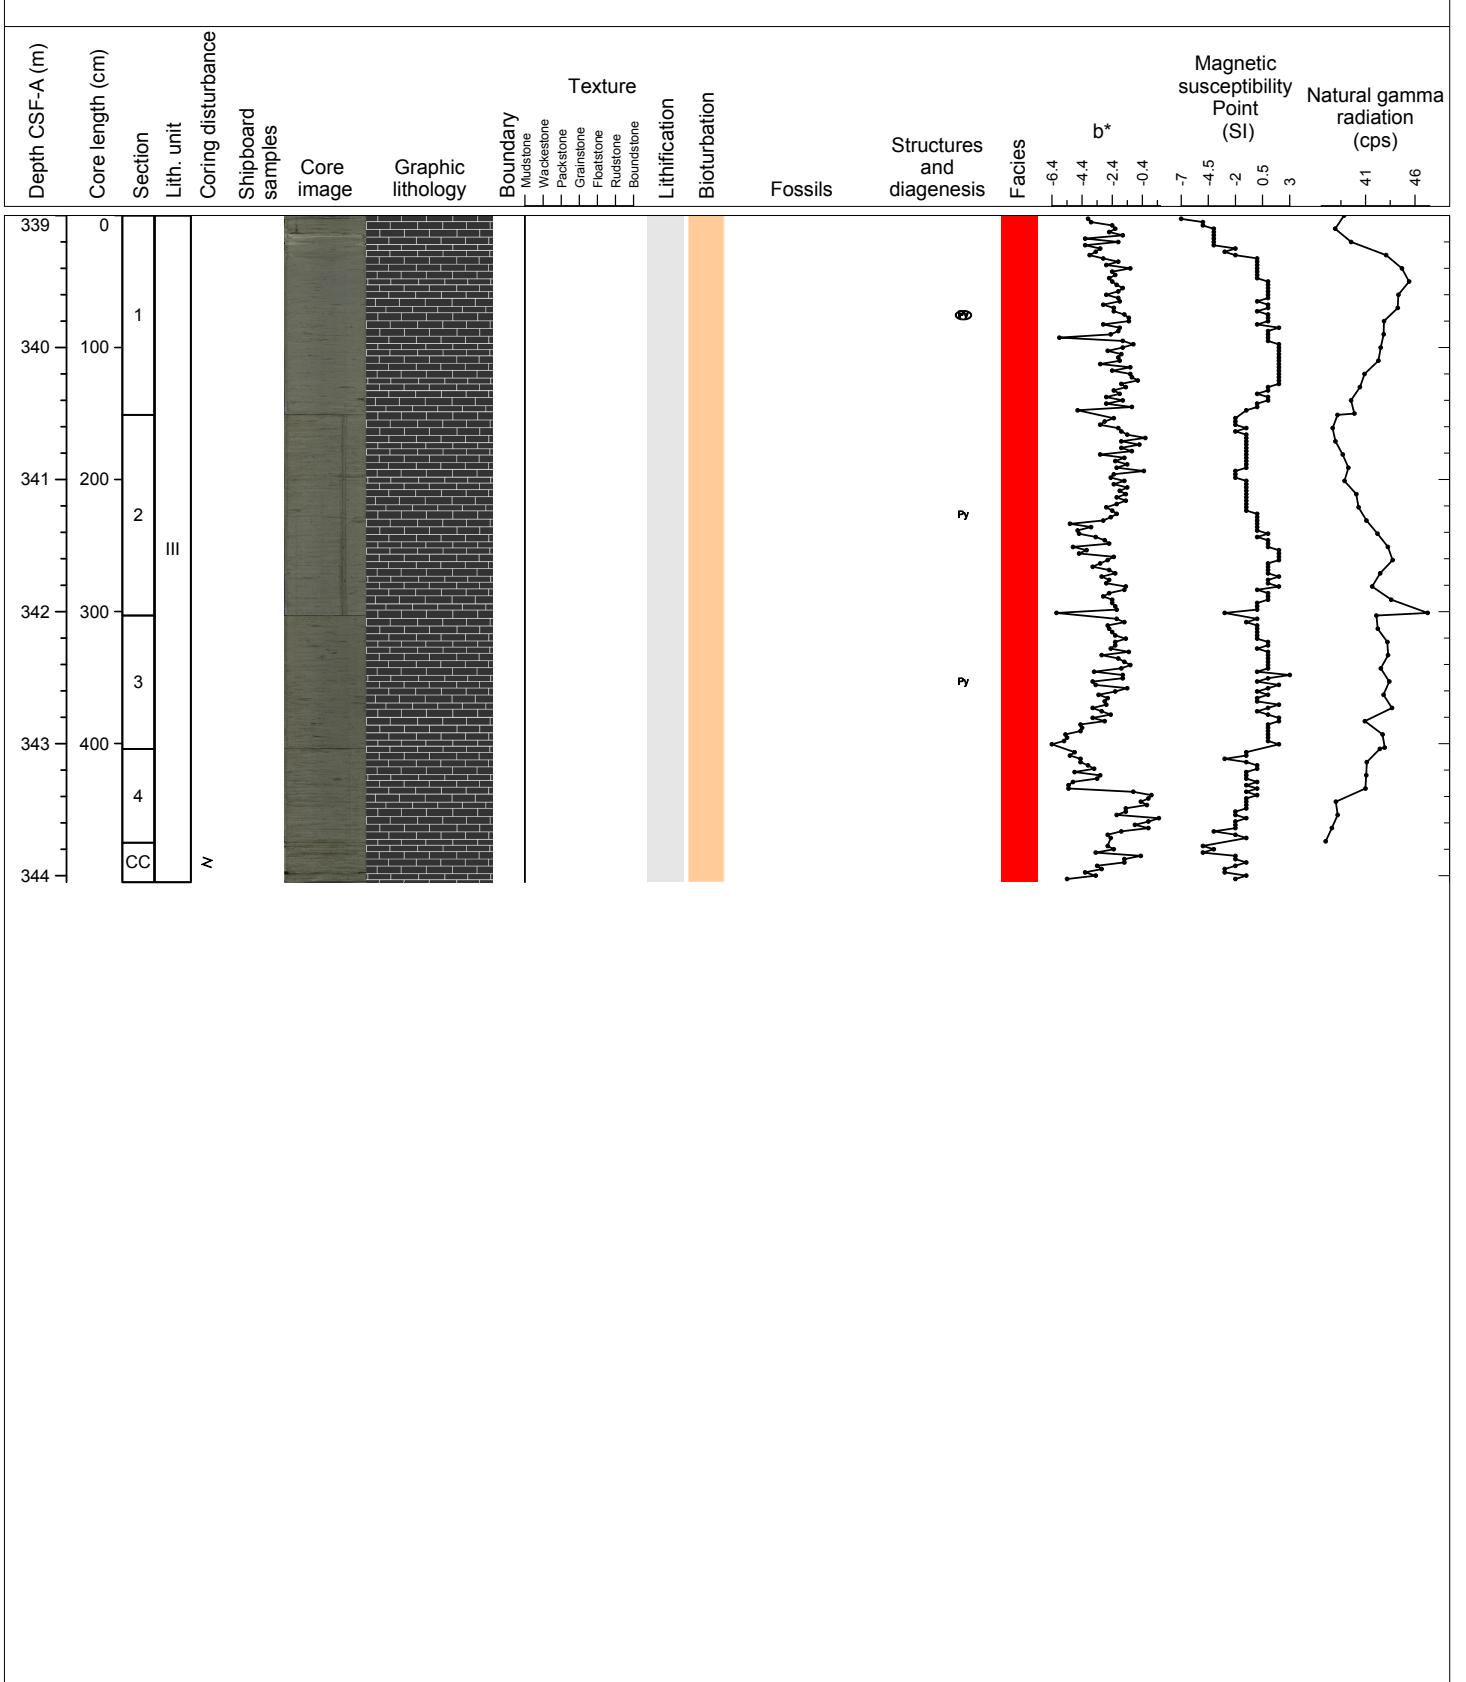 Depth CSF-A (m)
Core length (cm)
Section
Lith. unit
Coring disturbance
Shipboard
samples
Core
image
Graphic
lithology
Boundary
Texture
Mudstone
Wackestone
Packstone
Grainstone
Floatstone
Rudstone
Boundstone
Lithification
Bioturbation
Fossils
Structures
and
diagenesis
Facies
b*
-6.4
-4.4
-2.4
-0.4
Magnetic
susceptibility
Point
(SI)
-7
-4.5
-2
0.5
3
Natural gamma
radiation
(cps)
41
46
339
0
1
340
100
341
200
2
Py
III
342
300
3
Py
343
400
4
CC
344